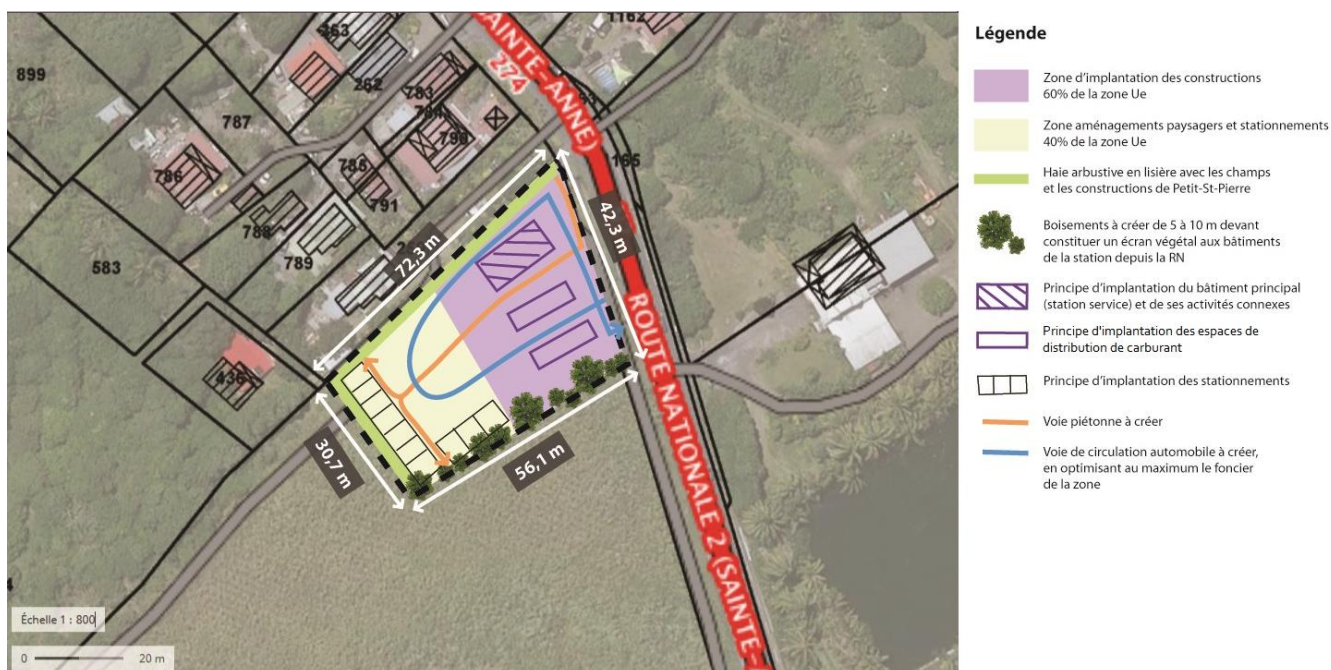 SAINTE-ANNE)
274
1162
263
899
262
783
787
784
790
786
785
791
165
788
789
583
436
72,3 m
42,3 m
30,7 m
56,1 m
ROUTE NATIONALE 2 (SAINTE-
Échelle 1 : 800
0 20 m
Légende
Zone d'implantation des constructions
60% de la zone Ue
Zone aménagements paysagers et stationnements
40% de la zone Ue
Haie arbustive en lisière avec les champs
et les constructions de Petit-St-Pierre
Boisements à créer de 5 à 10 m devant
constituer un écran végétal aux bâtiments
de la station depuis la RN
Principe d'implantation du bâtiment principal
(station service) et de ses activités connexes
Principe d'implantation des espaces de
distribution de carburant
Principe d'implantation des stationnements
Voie piétonne à créer
Voie de circulation automobile à créer,
en optimisant au maximum le foncier
de la zone